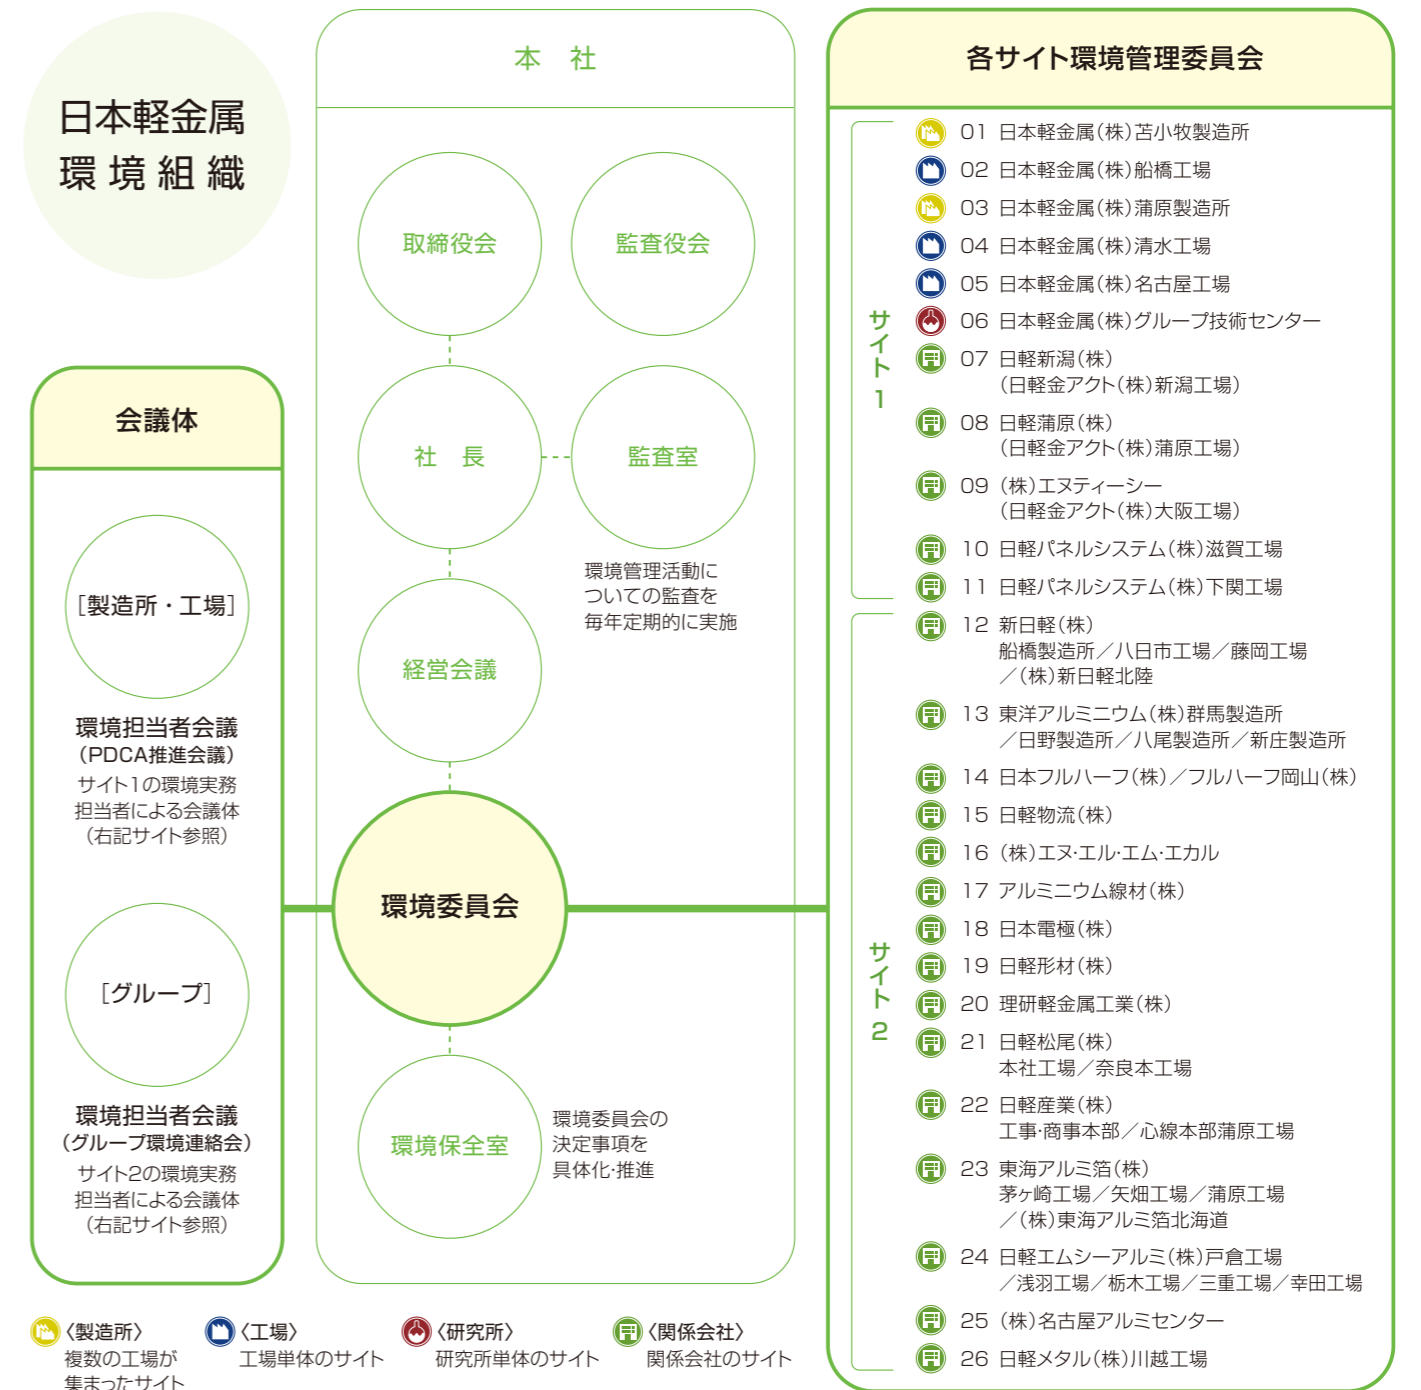 日本軽金属
環境組織
会議体
［製造所・工場］
環境担当者会議
（PDCA推進会議）
サイト1の環境実務
担当者による会議体
（右記サイト参照）
［グループ］
環境担当者会議
（グループ環境連絡会）
サイト2の環境実務
担当者による会議体
（右記サイト参照）
本 社
取締役会
監査役会
社 長
監査室
環境管理活動に
ついての監査を
毎年定期的に実施
経営会議
環境委員会
環境保全室
環境委員会の
決定事項を
具体化・推進
各サイト環境管理委員会
サイト1
01 日本軽金属（株）苫小牧製造所
02 日本軽金属（株）船橋工場
03 日本軽金属（株）蒲原製造所
04 日本軽金属（株）清水工場
05 日本軽金属（株）名古屋工場
06 日本軽金属（株）グループ技術センター
07 日軽新潟（株）
（日軽金アクト（株）新潟工場）
08 日軽蒲原（株）
（日軽金アクト（株）蒲原工場）
09 （株）エヌティーシー
（日軽金アクト（株）大阪工場）
10 日軽パネルシステム（株）滋賀工場
11 日軽パネルシステム（株）下関工場
サイト2
12 新日軽（株）
船橋製造所／八日市工場／藤岡工場
／（株）新日軽北陸
13 東洋アルミニウム（株）群馬製造所
／日野製造所／八尾製造所／新庄製造所
14 日本フルハーフ（株）／フルハーフ岡山（株）
15 日軽物流（株）
16 （株）エヌ・エル・エム・エカル
17 アルミニウム線材（株）
18 日本電極（株）
19 日軽形材（株）
20 理研軽金属工業（株）
21 日軽松尾（株）
本社工場／奈良本工場
22 日軽産業（株）
工事・商事本部／心線本部蒲原工場
23 東海アルミ箔（株）
茅ヶ崎工場／矢畑工場／蒲原工場
／（株）東海アルミ箔北海道
24 日軽エムシーアルミ（株）戸倉工場
／浅羽工場／栃木工場／三重工場／幸田工場
25 （株）名古屋アルミセンター
26 日軽メタル（株）川越工場
〈製造所〉
複数の工場が
集まったサイト
〈工場〉
工場単体のサイト
〈研究所〉
研究所単体のサイト
〈関係会社〉
関係会社のサイト